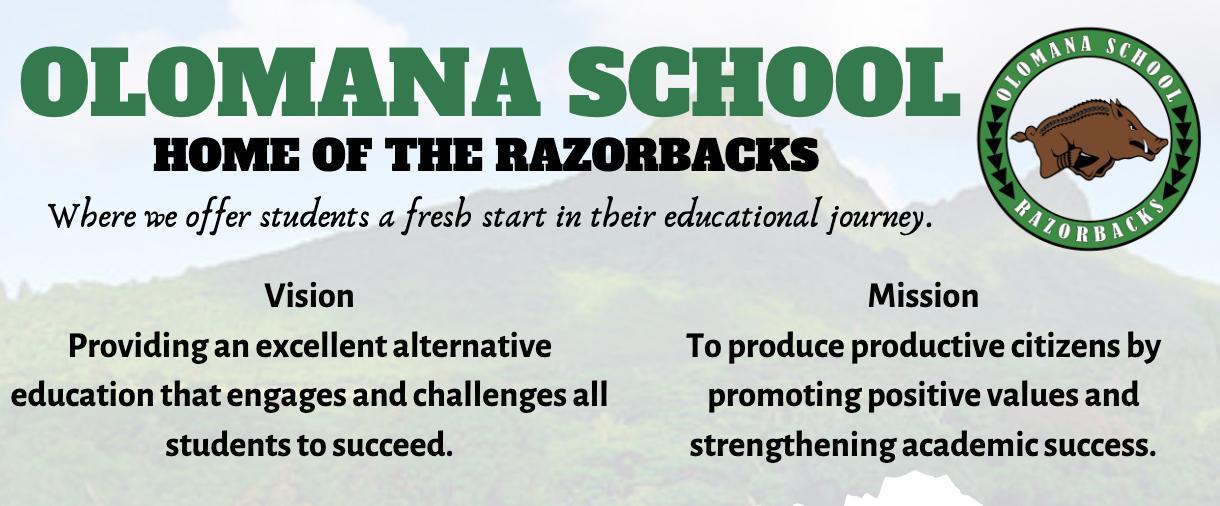 OLOMANA SCHOOL
HOME OF THE RAZORBACKS
Where we offer students a fresh start in their educational journey.
OLOMANA SCHOOL
RAZORBACKS
Vision
Providing an excellent alternative
education that engages and challenges all
students to succeed.
Mission
To produce productive citizens by
promoting positive values and
strengthening academic success.